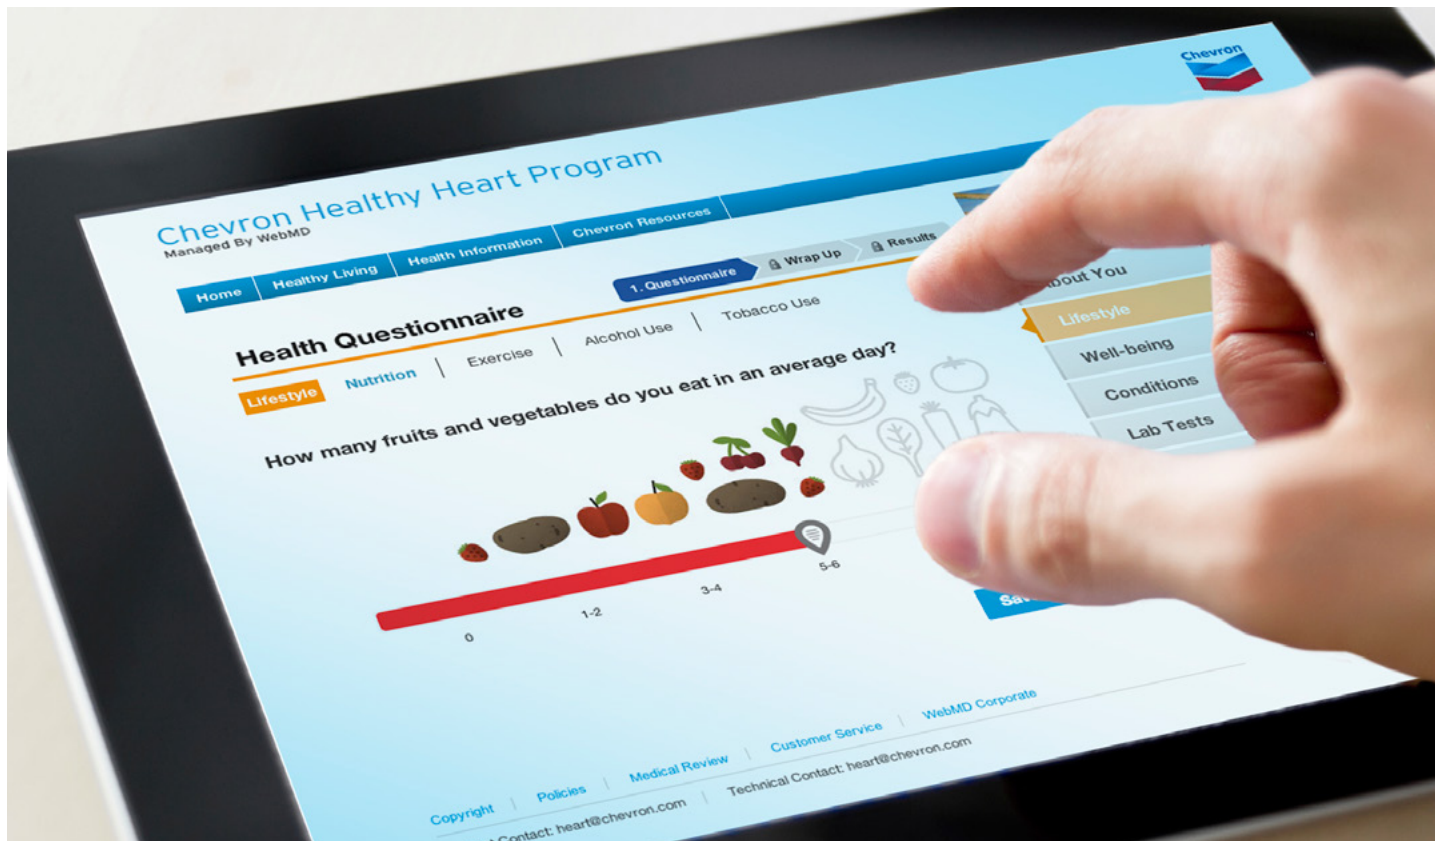 Chevron
Chevron Healthy Heart Program
Managed By WebMD
Home Healthy Living Health Information Chevron Resources
1. Questionnaire Wrap Up Results
Health Questionnaire
Lifestyle Nutrition | Exercise | Alcohol Use | Tobacco Use
How many fruits and vegetables do you eat in an average day?
0 1-2 3-4 5-6
About You
Lifestyle
Well-being
Conditions
Lab Tests
Copyright | Policies | Medical Review | Customer Service | WebMD Corporate
Contact: heart@chevron.com | Technical Contact: heart@chevron.com